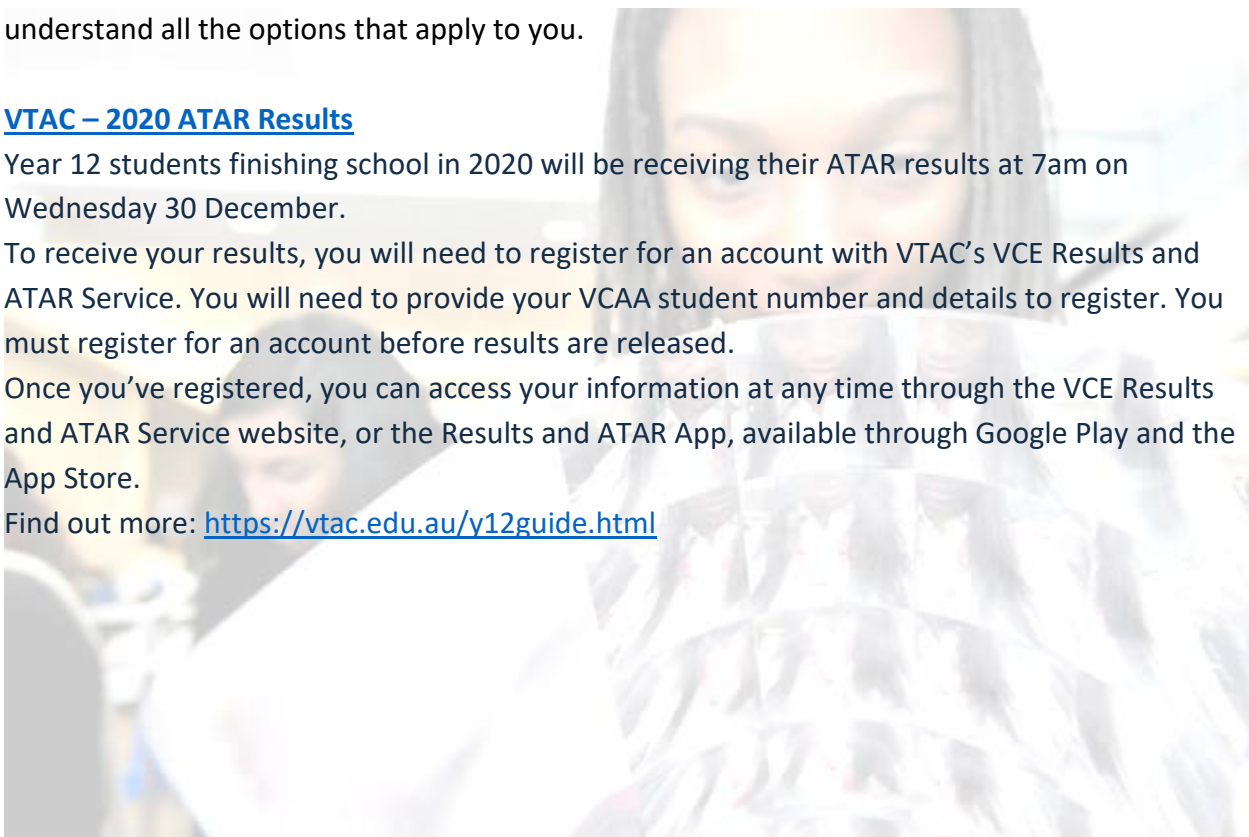 understand all the options that apply to you.
VTAC – 2020 ATAR Results
Year 12 students finishing school in 2020 will be receiving their ATAR results at 7am on
Wednesday 30 December.
To receive your results, you will need to register for an account with VTAC’s VCE Results and
ATAR Service. You will need to provide your VCAA student number and details to register. You
must register for an account before results are released.
Once you’ve registered, you can access your information at any time through the VCE Results
and ATAR Service website, or the Results and ATAR App, available through Google Play and the
App Store.
Find out more: https://vtac.edu.au/y12guide.html